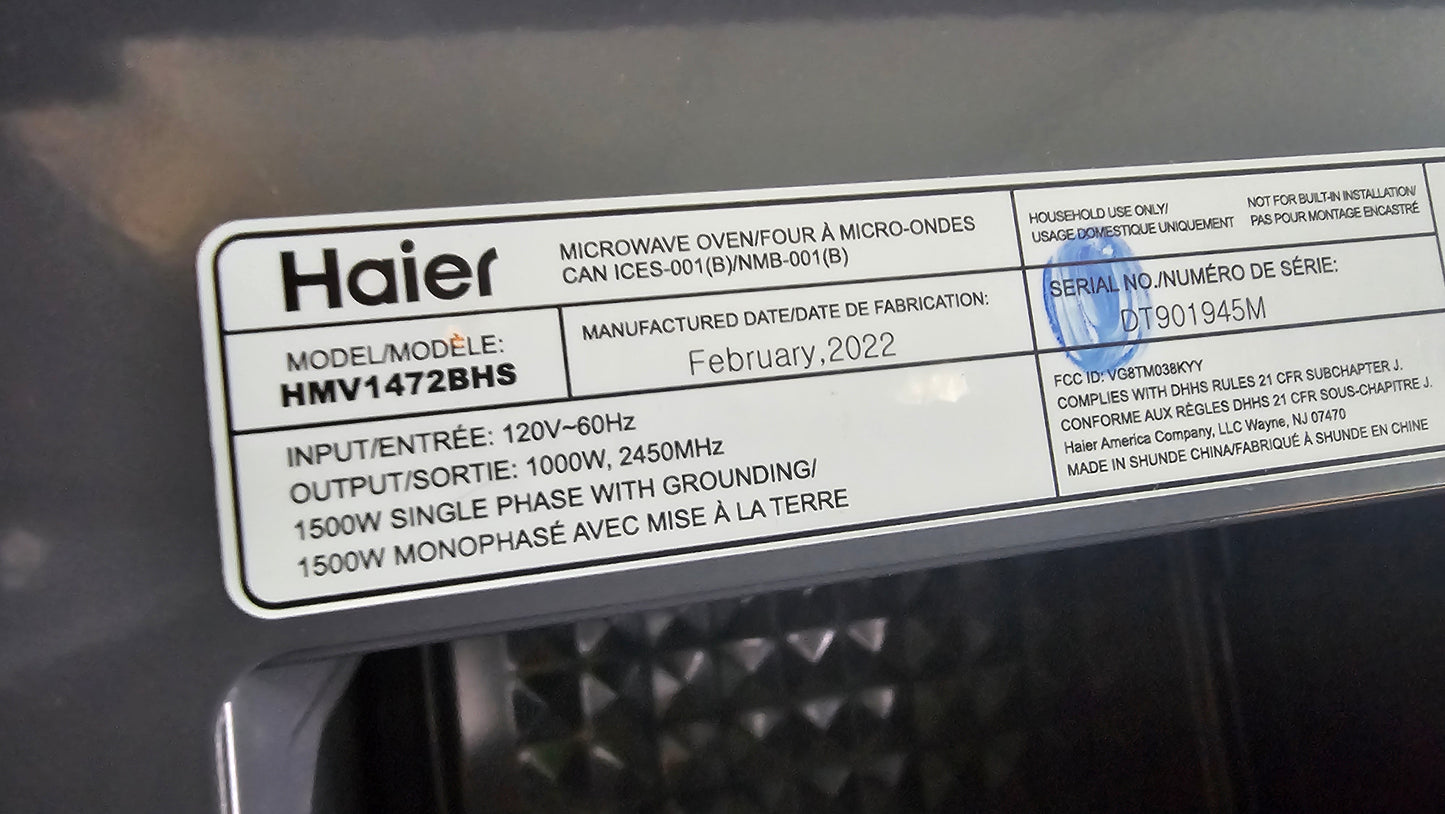 Haier
MICROWAVE OVEN/FOUR À MICRO-ONDES
CAN ICES-001(B)/NMB-001(B)
HOUSEHOLD USE ONLY/
USAGE DOMESTIQUE UNIQUEMENT
NOT FOR BUILT-IN INSTALLATION/
PAS POUR MONTAGE ENCASTRÉ
MODEL/MODÈLE:
HMV1472BHS
MANUFACTURED DATE/DATE DE FABRICATION:
February,2022
SERIAL NO./NUMÉRO DE SÉRIE:
DT901945M
INPUT/ENTRÉE: 120V~60Hz
OUTPUT/SORTIE: 1000W, 2450MHz
1500W SINGLE PHASE WITH GROUNDING/
1500W MONOPHASÉ AVEC MISE À LA TERRE
FCC ID: VG8TM038KYY
COMPLIES WITH DHHS RULES 21 CFR SUBCHAPTER J.
CONFORME AUX RÈGLES DHHS 21 CFR SOUS-CHAPITRE J.
Haier America Company, LLC Wayne, NJ 07470
MADE IN SHUNDE CHINA/FABRIQUÉ À SHUNDE EN CHINE